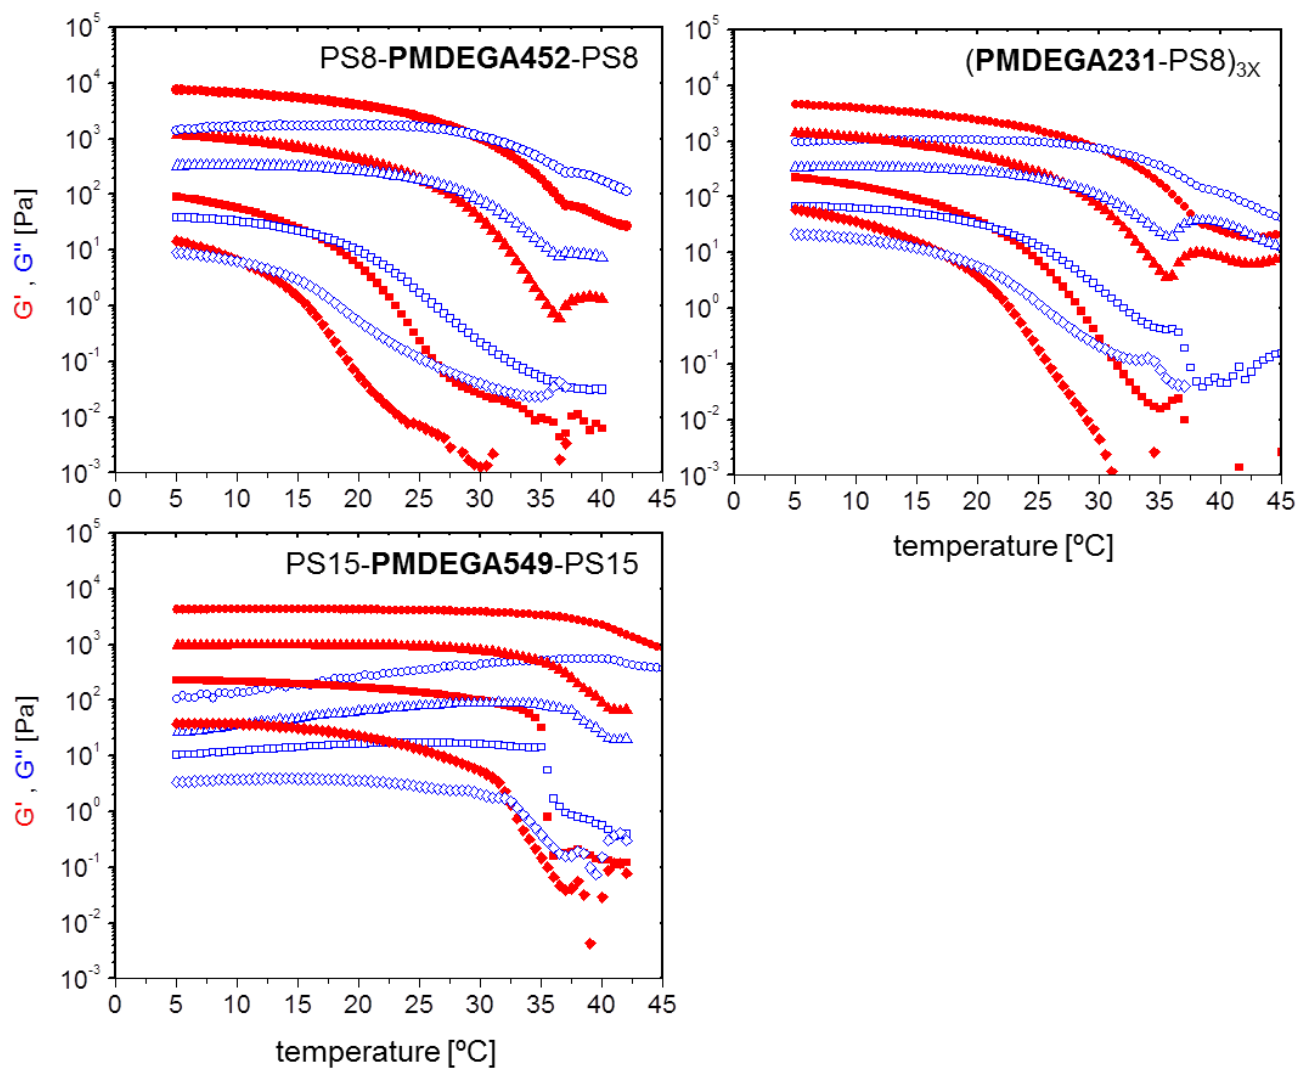 PS8-PMDEGA452-PS8
10^5
10^4
10^3
10^2
10^1
10^0
10^-1
10^-2
10^-3
G' , G'' [Pa]
0 5 10 15 20 25 30 35 40 45
(PMDEGA231-PS8)3X
10^5
10^4
10^3
10^2
10^1
10^0
10^-1
10^-2
10^-3
0 5 10 15 20 25 30 35 40 45
temperature [ºC]
PS15-PMDEGA549-PS15
10^5
10^4
10^3
10^2
10^1
10^0
10^-1
10^-2
10^-3
G' , G'' [Pa]
0 5 10 15 20 25 30 35 40 45
temperature [ºC]